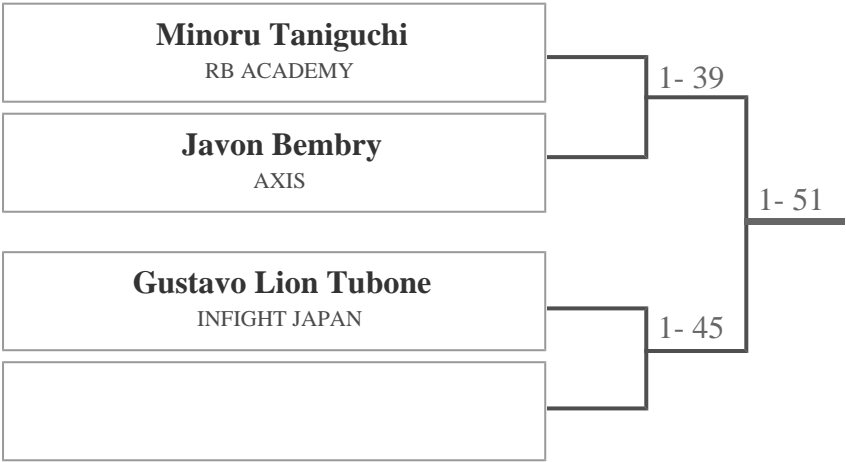 Minoru Taniguchi
RB ACADEMY
1- 39
Javon Bembry
AXIS
1- 51
Gustavo Lion Tubone
INFIGHT JAPAN
1- 45